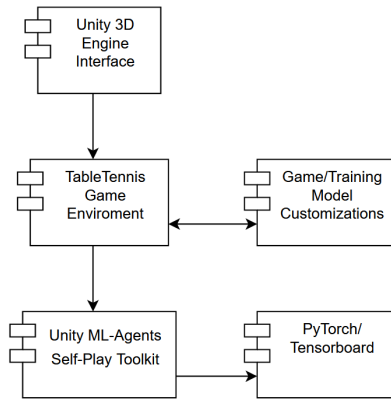 Unity 3D
Engine
Interface
TableTennis
Game
Enviroment
Game/Training
Model
Customizations
Unity ML-Agents
Self-Play Toolkit
PyTorch/
Tensorboard